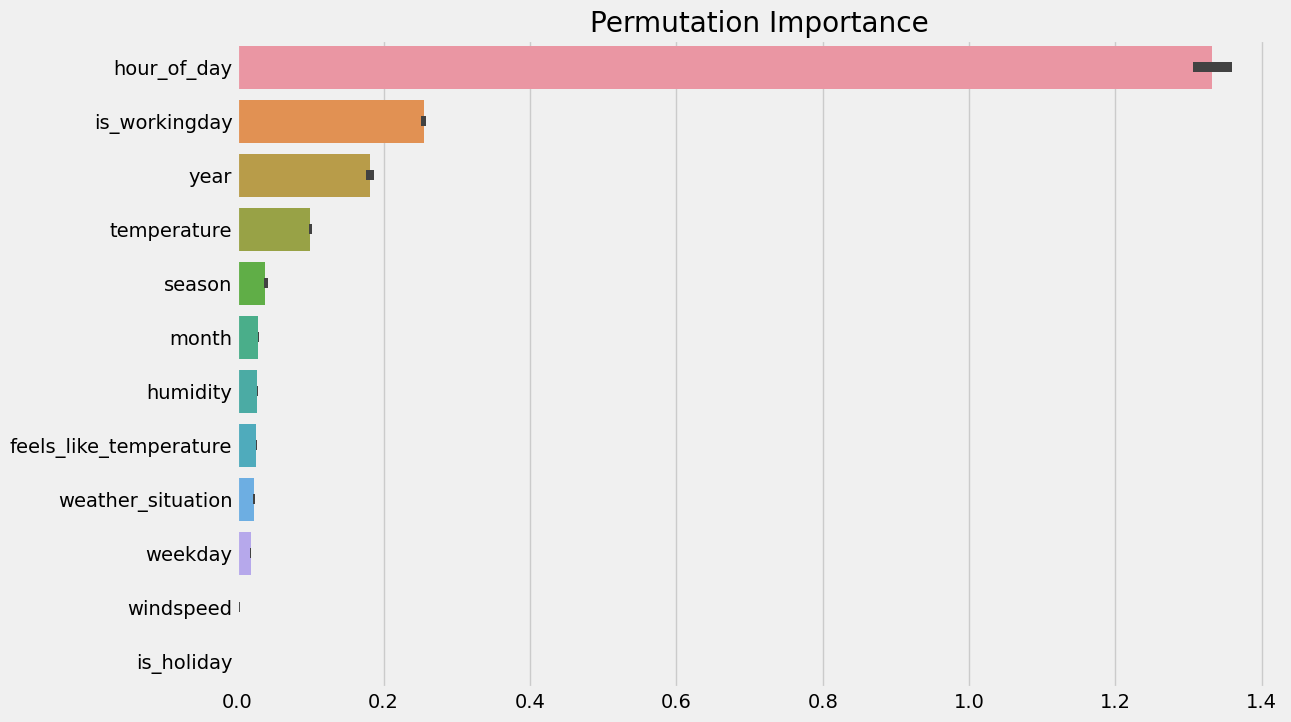 Permutation Importance
hour_of_day
is_workingday
year
temperature
season
month
humidity
feels_like_temperature
weather_situation
weekday
windspeed
is_holiday
0.0 0.2 0.4 0.6 0.8 1.0 1.2 1.4